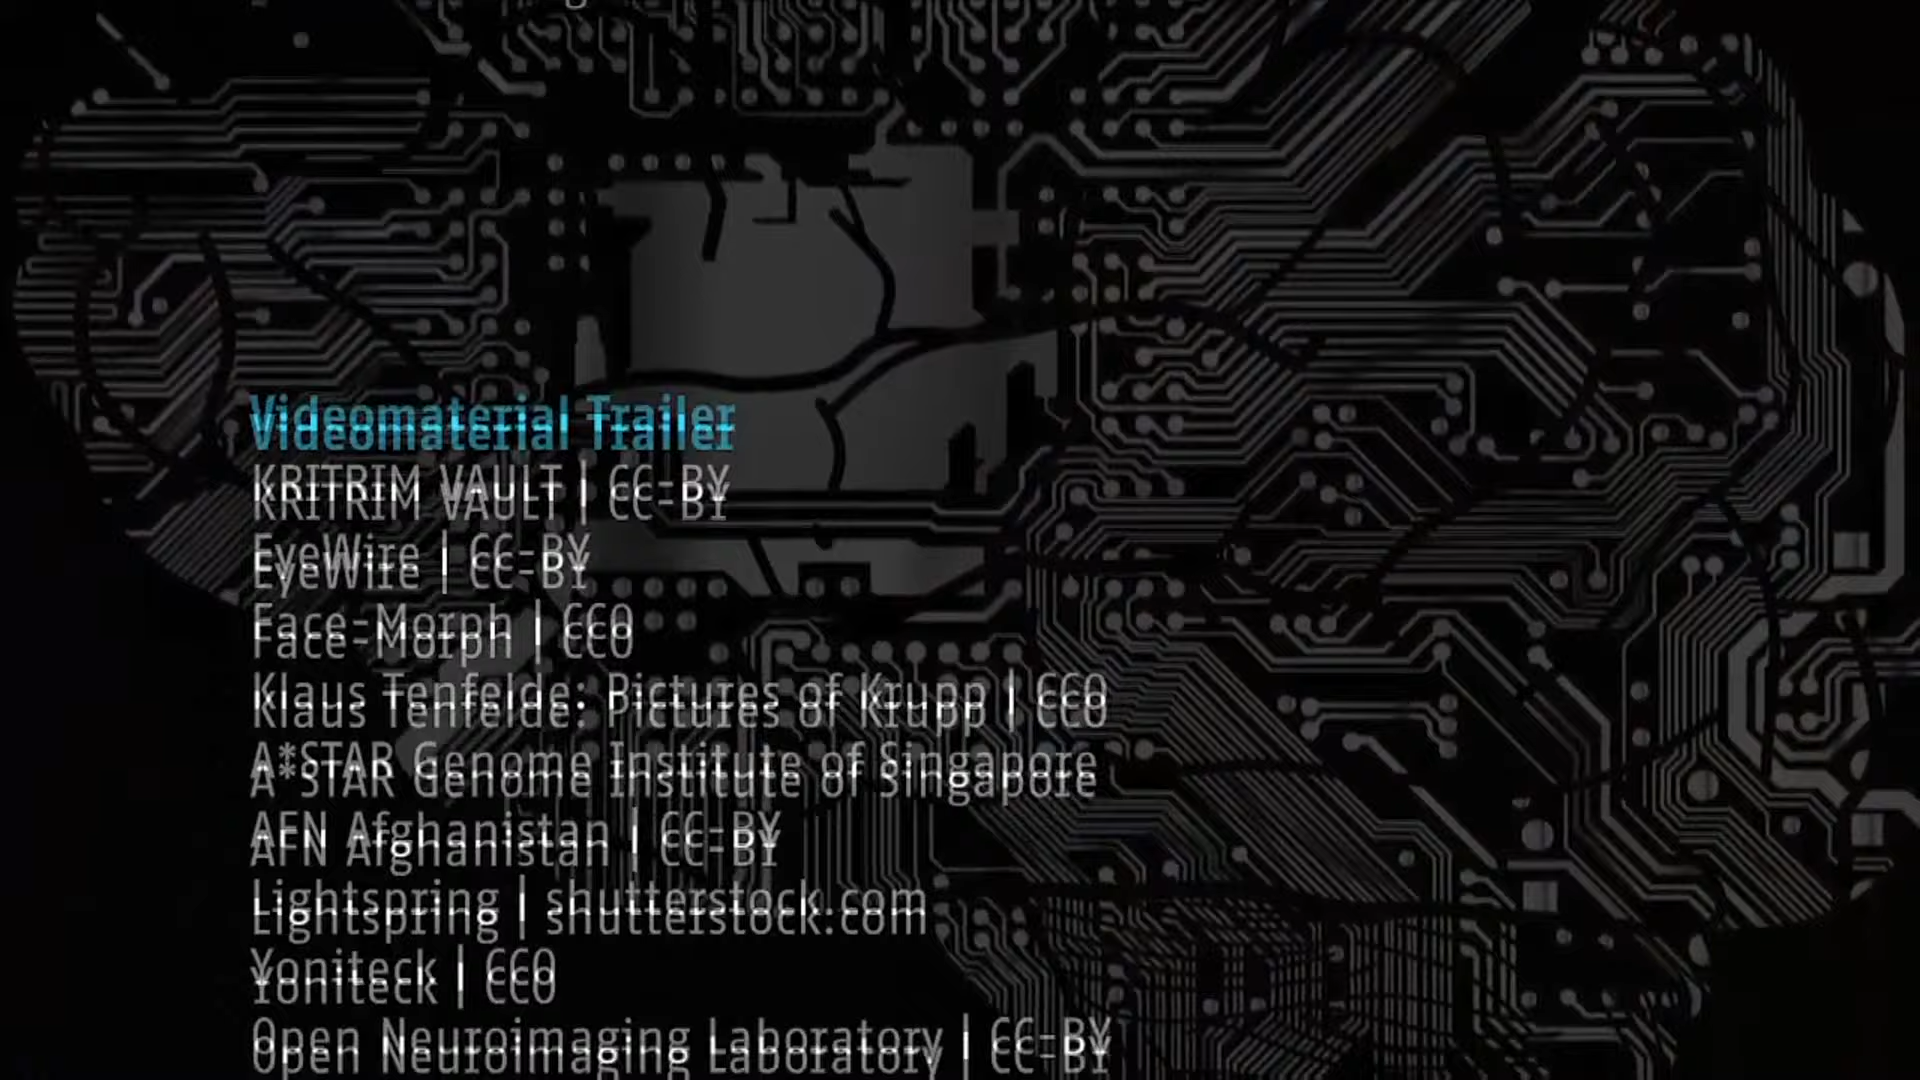 Videomaterial Trailer
KRITRIM VAULT | CC-BY
EyeWire | CC-BY
Face-Morph | CC0
Klaus Tenfelde: Pictures of Krupp | CC0
A*STAR Genome Institute of Singapore
AFN Afghanistan | CC-BY
Lightspring | shutterstock.com
Yoniteck | CC0
Open Neuroimaging Laboratory | CC-BY